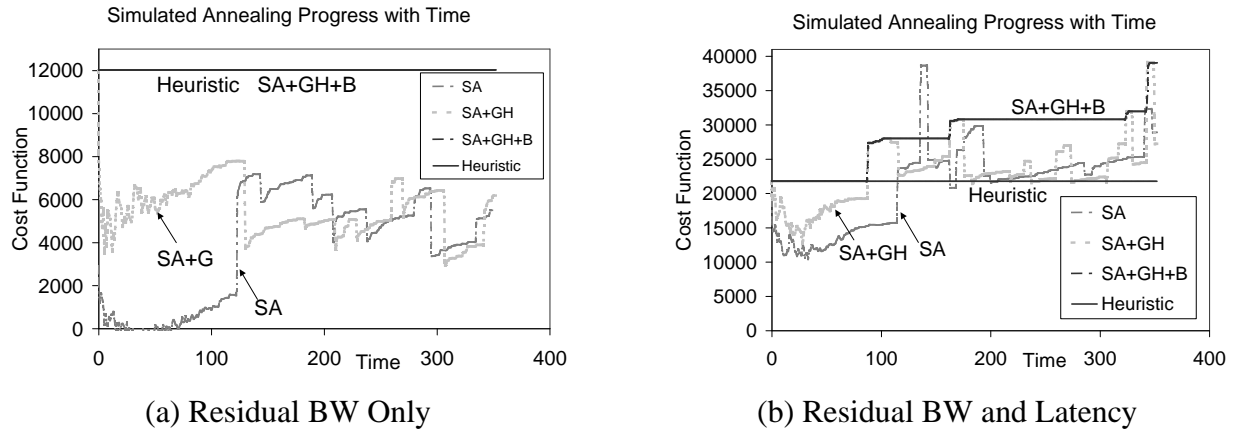 Simulated Annealing Progress with Time
12000
10000
8000
6000
4000
2000
0
Cost Function
Heuristic SA+GH+B
SA
SA+GH
SA+GH+B
Heuristic
SA+G
SA
0 100 200 300 400
Time
(a) Residual BW Only
Simulated Annealing Progress with Time
40000
35000
30000
25000
20000
15000
10000
5000
0
Cost Function
SA+GH+B
Heuristic
SA+GH
SA
SA
SA+GH
SA+GH+B
Heuristic
0 100 200 300 400
Time
(b) Residual BW and Latency